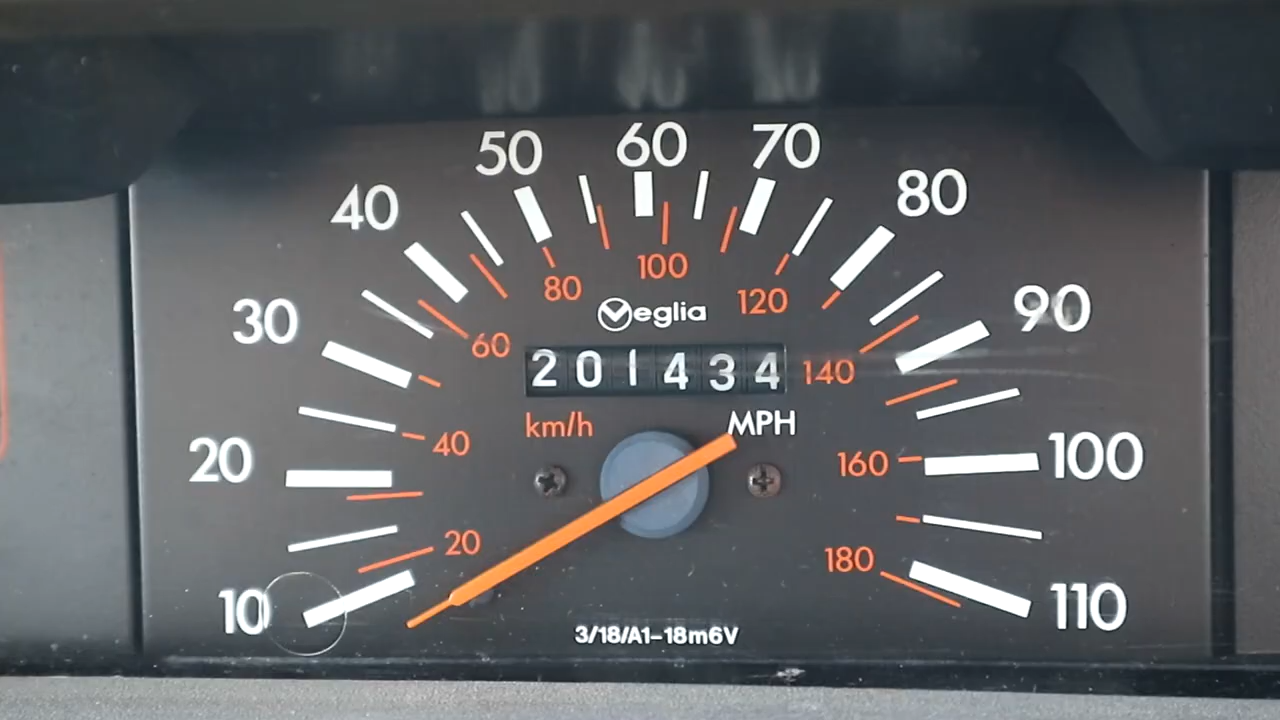 50 60 70
40 80
80 100 120
30 90
Veglia
60 201434 140
km/h MPH
20 40 160 100
20 180
10 110
3/18/A1-18m6V